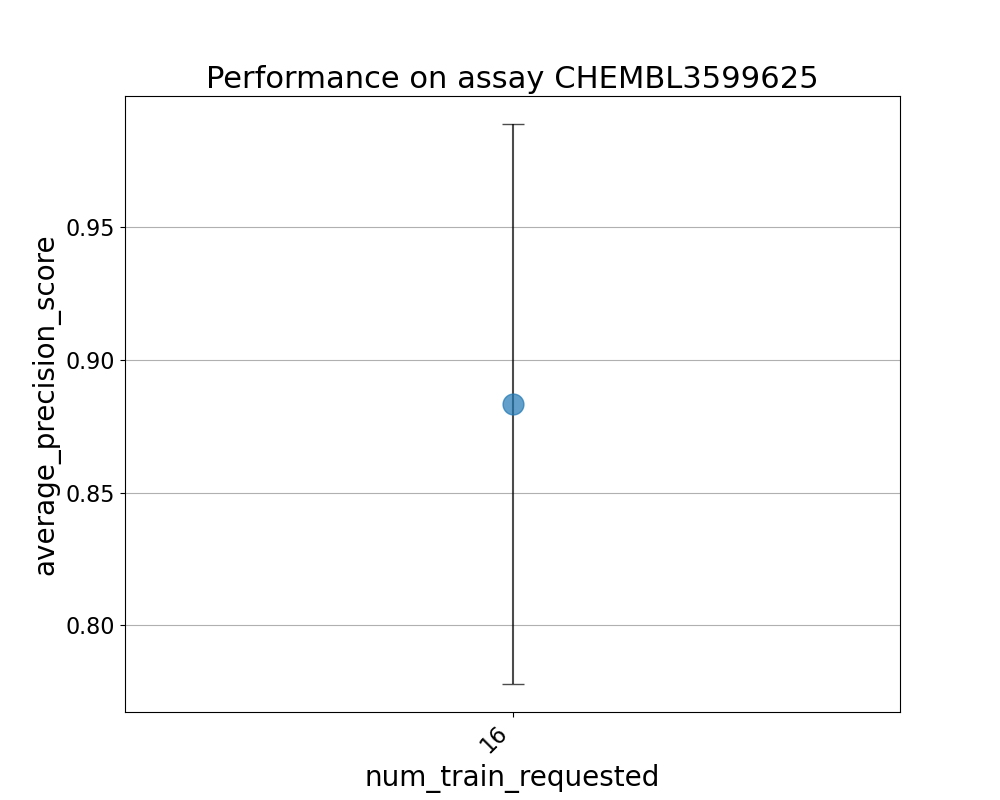 Performance on assay CHEMBL3599625
average_precision_score
0.95
0.90
0.85
0.80
16
num_train_requested